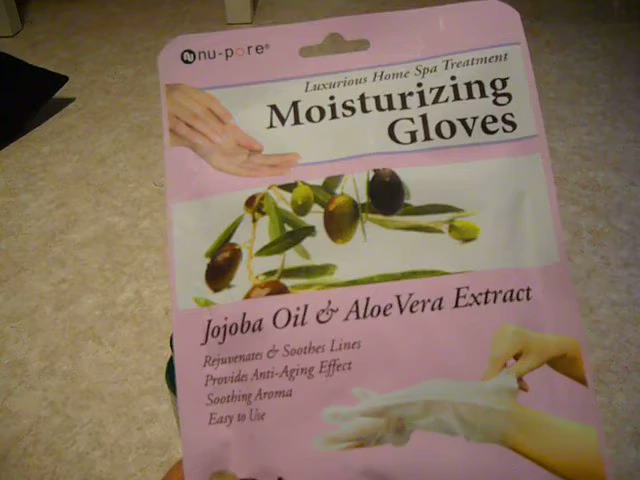 nu-pore®
Luxurious Home Spa Treatment
Moisturizing
Gloves
Jojoba Oil & AloeVera Extract
Rejuvenates & Soothes Lines
Provides Anti-Aging Effect
Soothing Aroma
Easy to Use